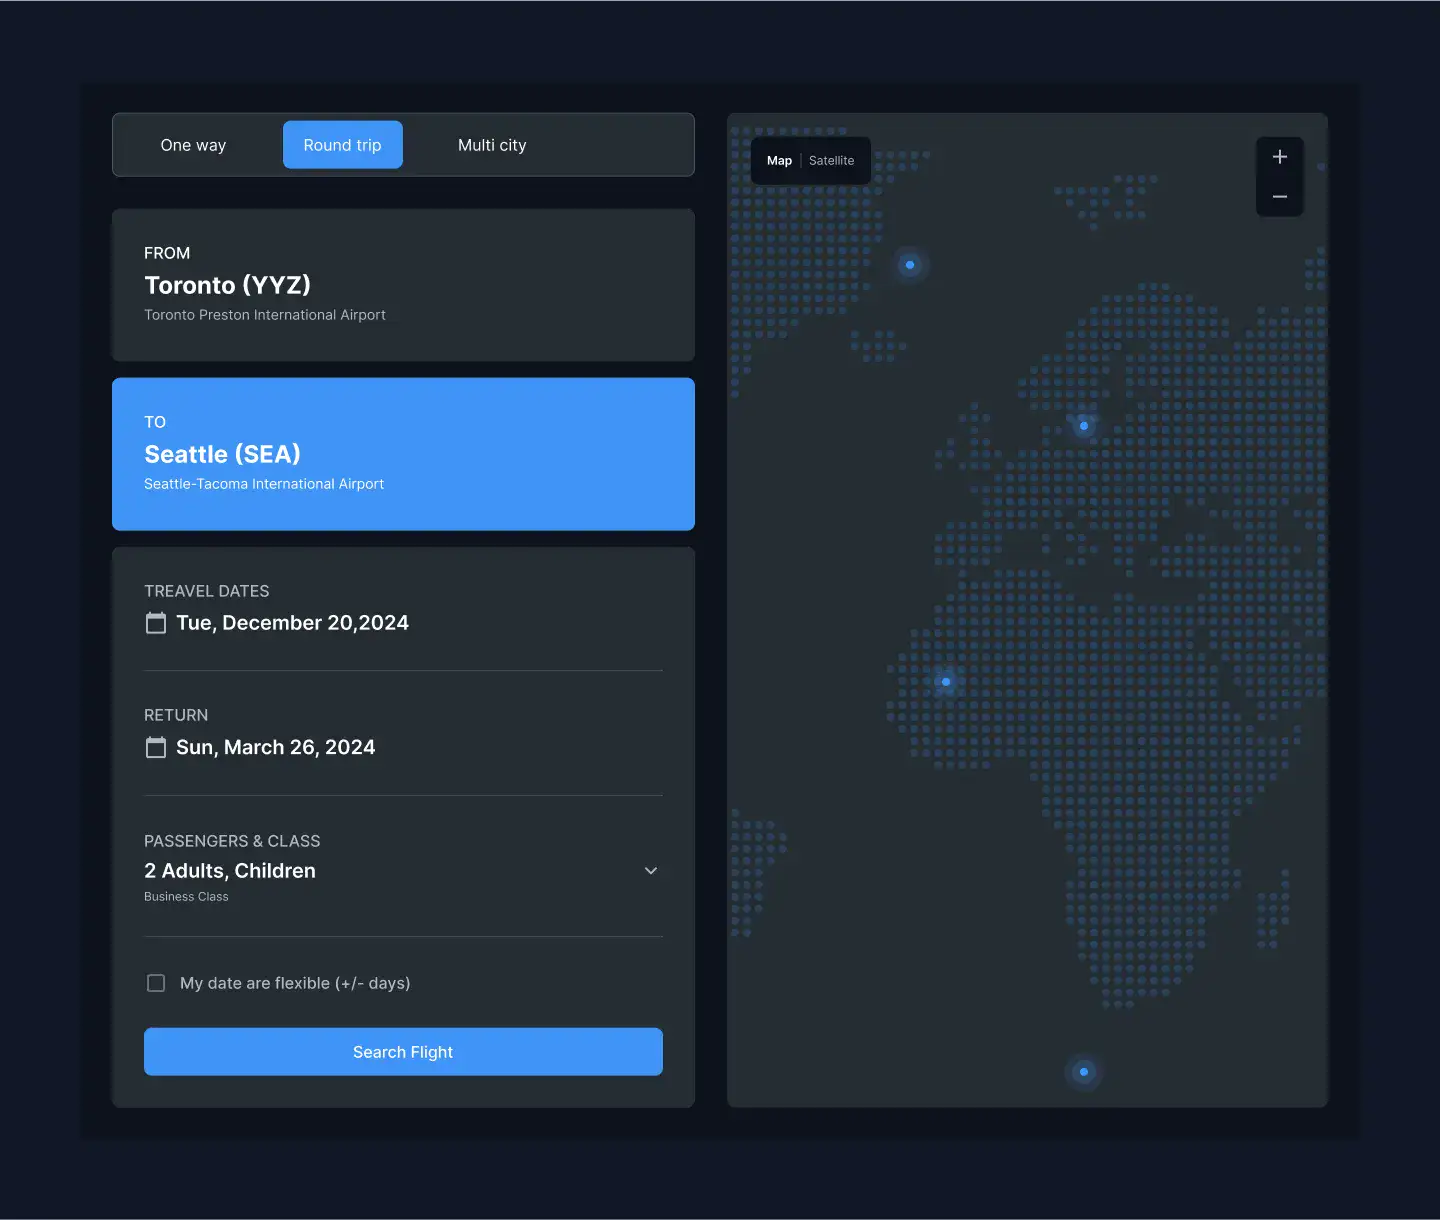 One way
Round trip
Multi city
FROM
Toronto (YYZ)
Toronto Preston International Airport
TO
Seattle (SEA)
Seattle-Tacoma International Airport
TREAVEL DATES
Tue, December 20,2024
RETURN
Sun, March 26, 2024
PASSENGERS & CLASS
2 Adults, Children
Business Class
My date are flexible (+/- days)
Search Flight
Map | Satellite
+
−